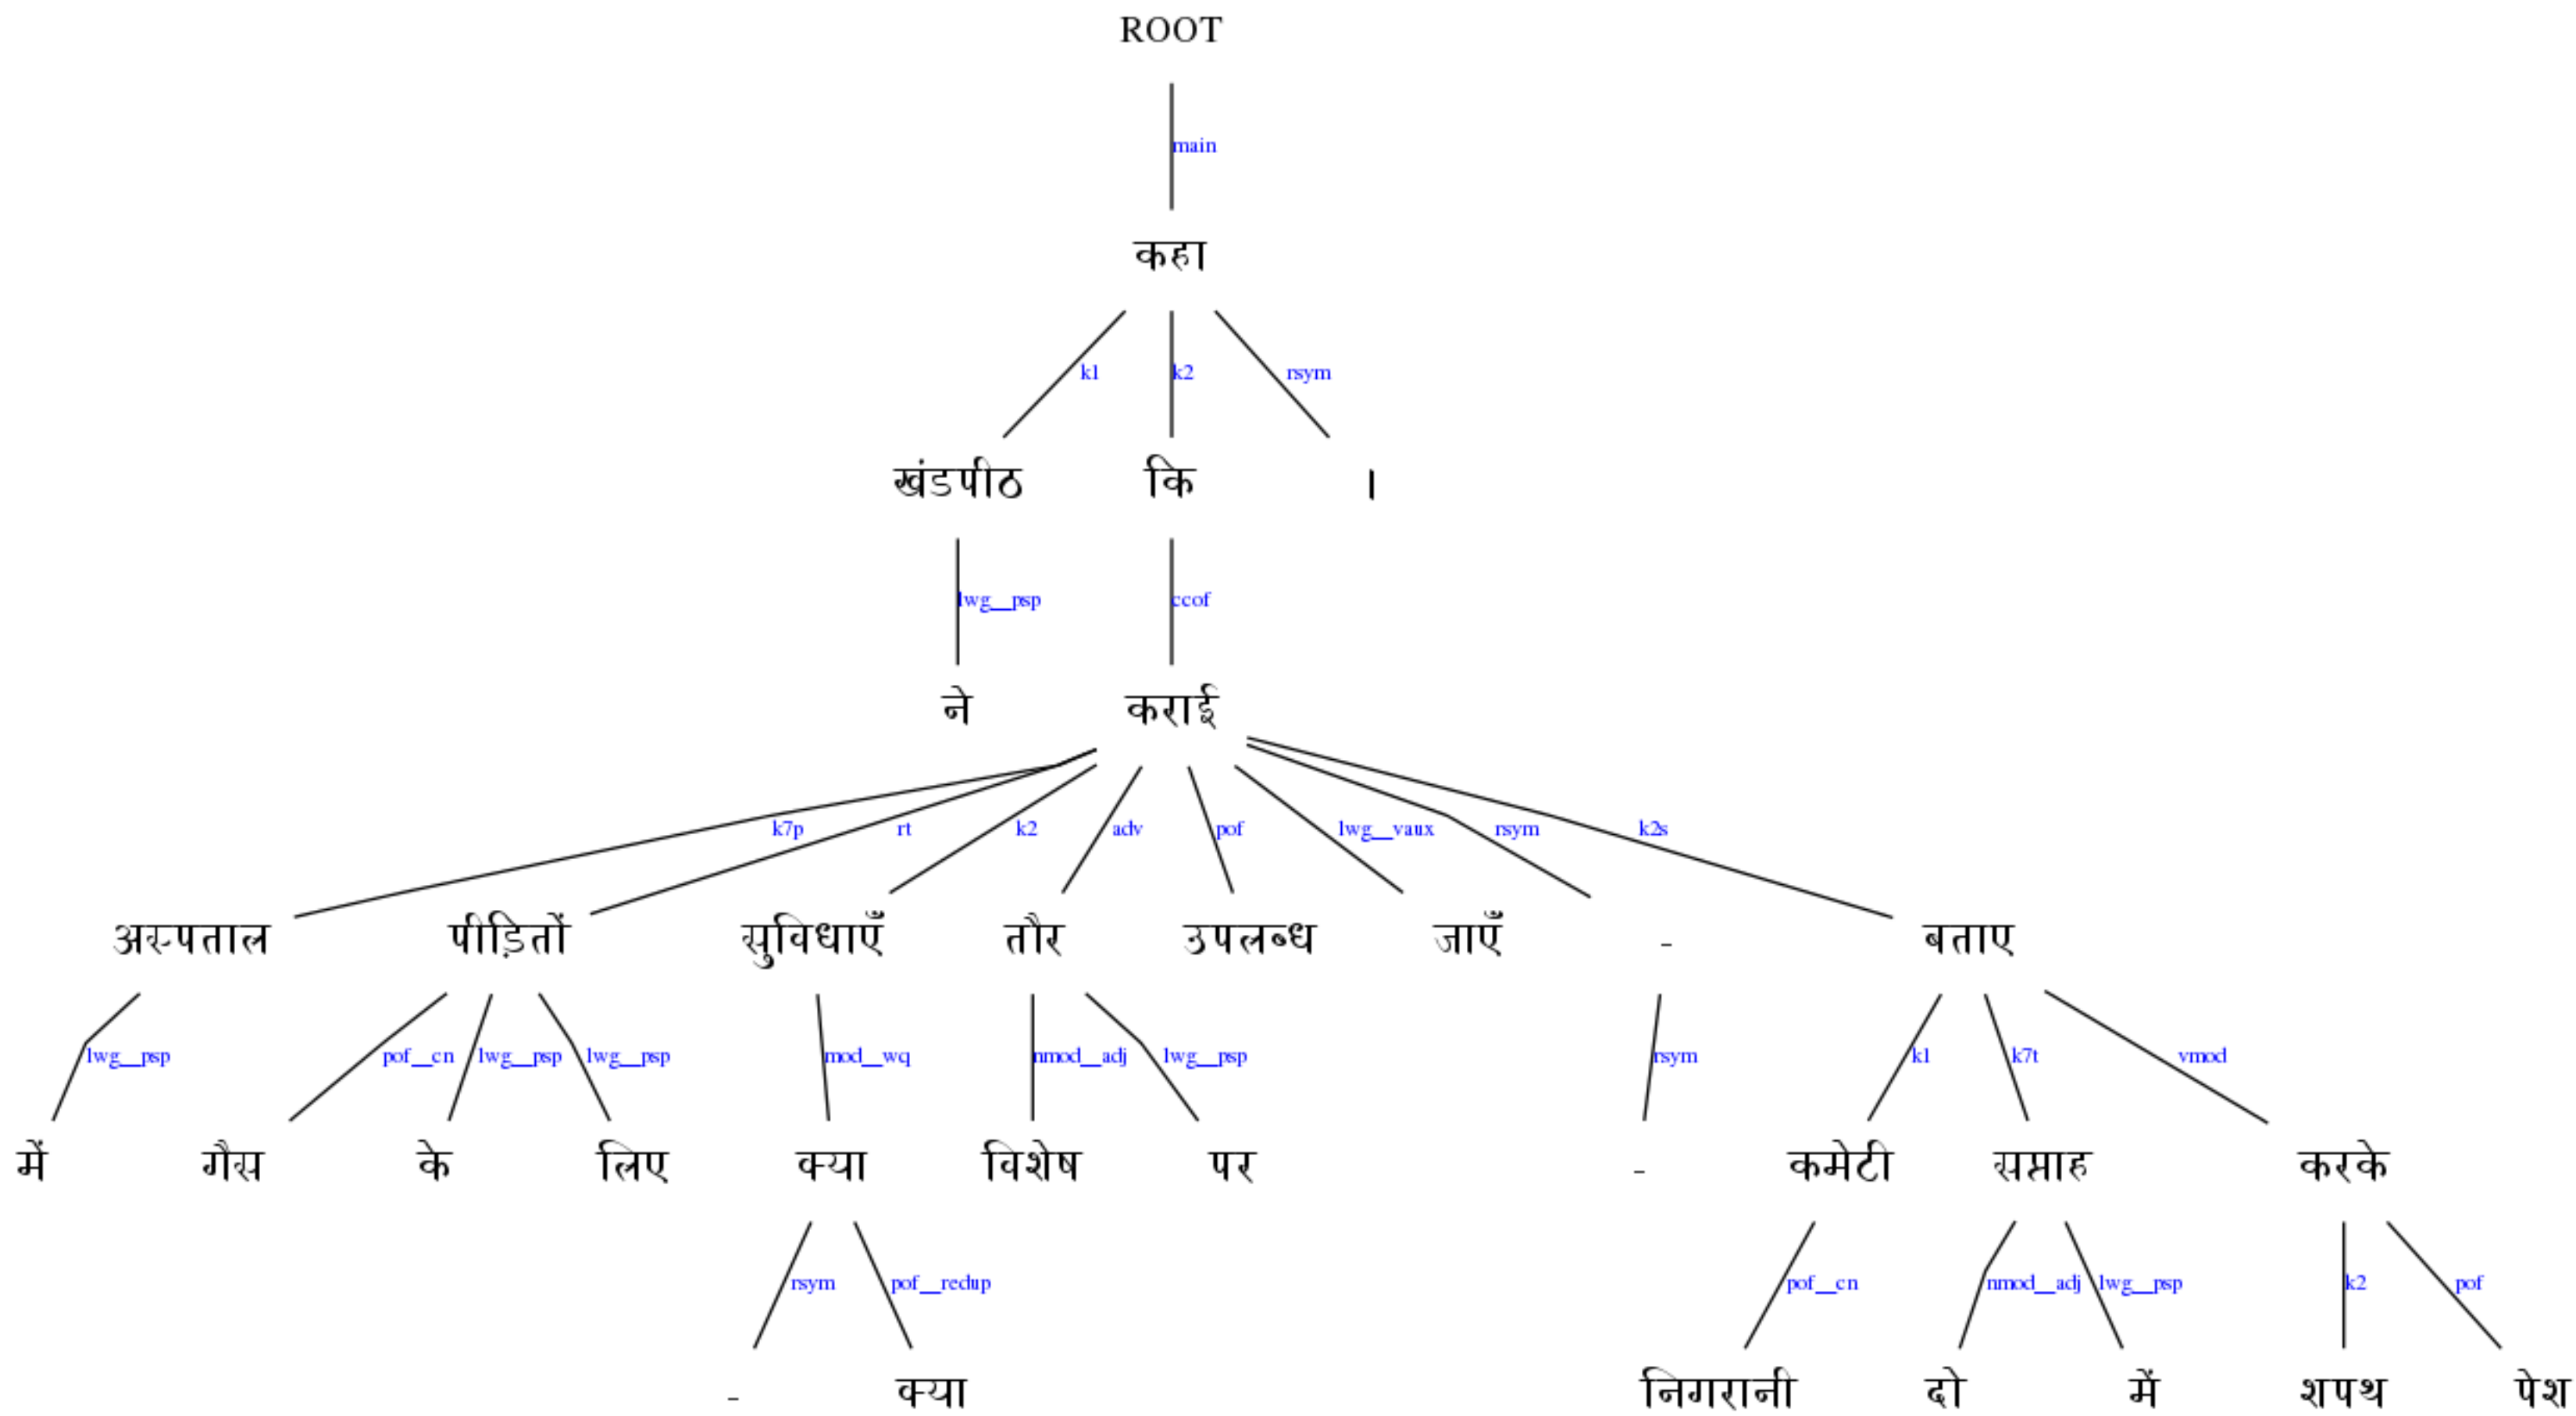 ROOT
main
कहा
k1 k2 rsym
खंडपीठ कि ।
lwg__psp ccof
ने कराई
k7p rt k2 adv pof lwg__vaux rsym k2s
अस्पताल पीड़ितों सुविधाएँ तौर उपलब्ध जाएँ - बताए
lwg__psp pof__cn lwg__psp lwg__psp mod__wq nmod__adj lwg__psp rsym k1 k7t vmod
में गैस के लिए क्या विशेष पर - कमेटी सप्ताह करके
rsym pof__redup pof__cn nmod__adj lwg__psp k2 pof
- क्या निगरानी दो में शपथ पेश